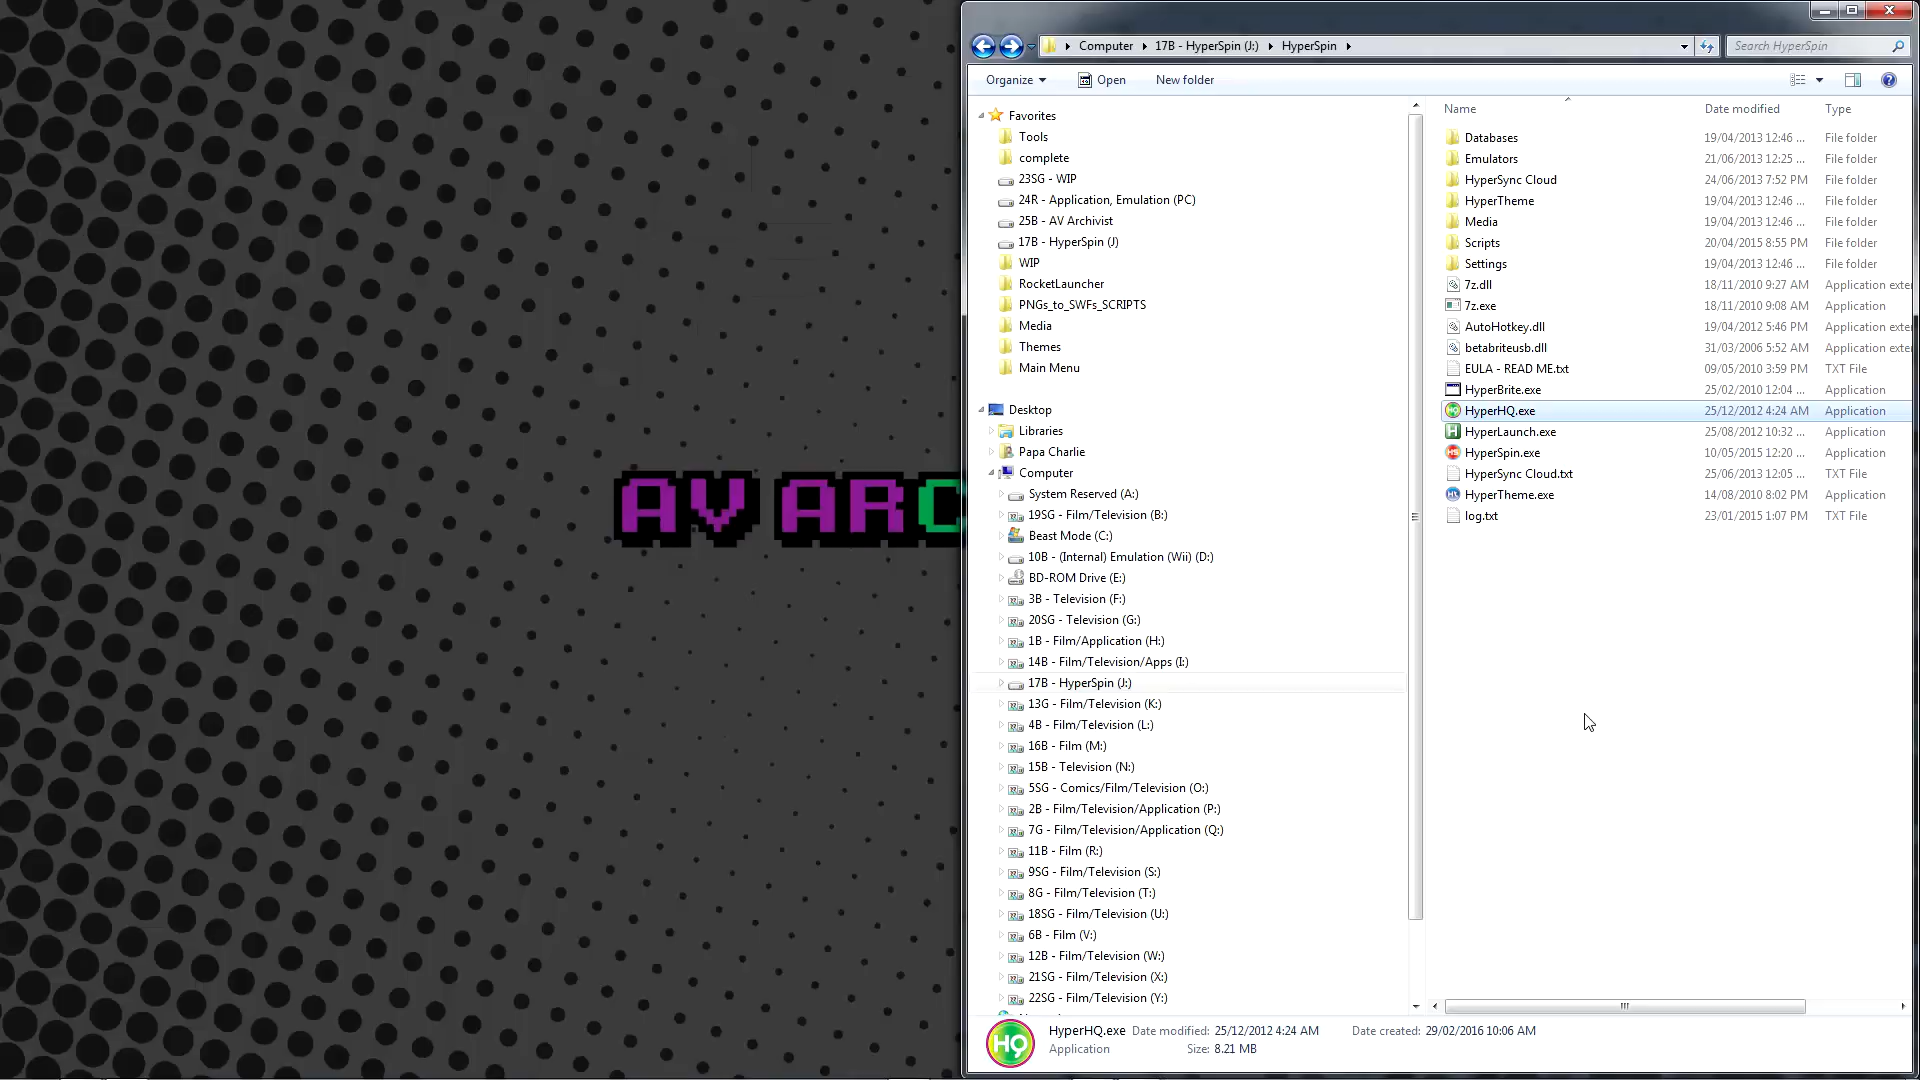 Computer ▸ 17B - HyperSpin (J:) ▸ HyperSpin ▸
Search HyperSpin
Organize
Open
New folder
Favorites
Tools
complete
23SG - WIP
24R - Application, Emulation (PC)
25B - AV Archivist
17B - HyperSpin (J)
WIP
RocketLauncher
PNGs_to_SWFs_SCRIPTS
Media
Themes
Main Menu
Desktop
Libraries
Papa Charlie
Computer
System Reserved (A:)
19SG - Film/Television (B:)
Beast Mode (C:)
10B - (Internal) Emulation (Wii) (D:)
BD-ROM Drive (E:)
3B - Television (F:)
20SG - Television (G:)
1B - Film/Application (H:)
14B - Film/Television/Apps (I:)
17B - HyperSpin (J:)
13G - Film/Television (K:)
4B - Film/Television (L:)
16B - Film (M:)
15B - Television (N:)
5SG - Comics/Film/Television (O:)
2B - Film/Television/Application (P:)
7G - Film/Television/Application (Q:)
11B - Film (R:)
9SG - Film/Television (S:)
8G - Film/Television (T:)
18SG - Film/Television (U:)
6B - Film (V:)
12B - Film/Television (W:)
21SG - Film/Television (X:)
22SG - Film/Television (Y:)
Name Date modified Type
Databases 19/04/2013 12:46 ... File folder
Emulators 21/06/2013 12:25 ... File folder
HyperSync Cloud 24/06/2013 7:52 PM File folder
HyperTheme 19/04/2013 12:46 ... File folder
Media 19/04/2013 12:46 ... File folder
Scripts 20/04/2015 8:55 PM File folder
Settings 19/04/2013 12:46 ... File folder
7z.dll 18/11/2010 9:27 AM Application exte
7z.exe 18/11/2010 9:08 AM Application
AutoHotkey.dll 19/04/2012 5:46 PM Application exte
betabriteusb.dll 31/03/2006 5:52 AM Application exte
EULA - READ ME.txt 09/05/2010 3:59 PM TXT File
HyperBrite.exe 25/02/2010 12:04 ... Application
HyperHQ.exe 25/12/2012 4:24 AM Application
HyperLaunch.exe 25/08/2012 10:32 ... Application
HyperSpin.exe 10/05/2015 12:20 ... Application
HyperSync Cloud.txt 25/06/2013 12:05 ... TXT File
HyperTheme.exe 14/08/2010 8:02 PM Application
log.txt 23/01/2015 1:07 PM TXT File
AV ARC
HQ
HyperHQ.exe Date modified: 25/12/2012 4:24 AM Date created: 29/02/2016 10:06 AM
Application Size: 8.21 MB